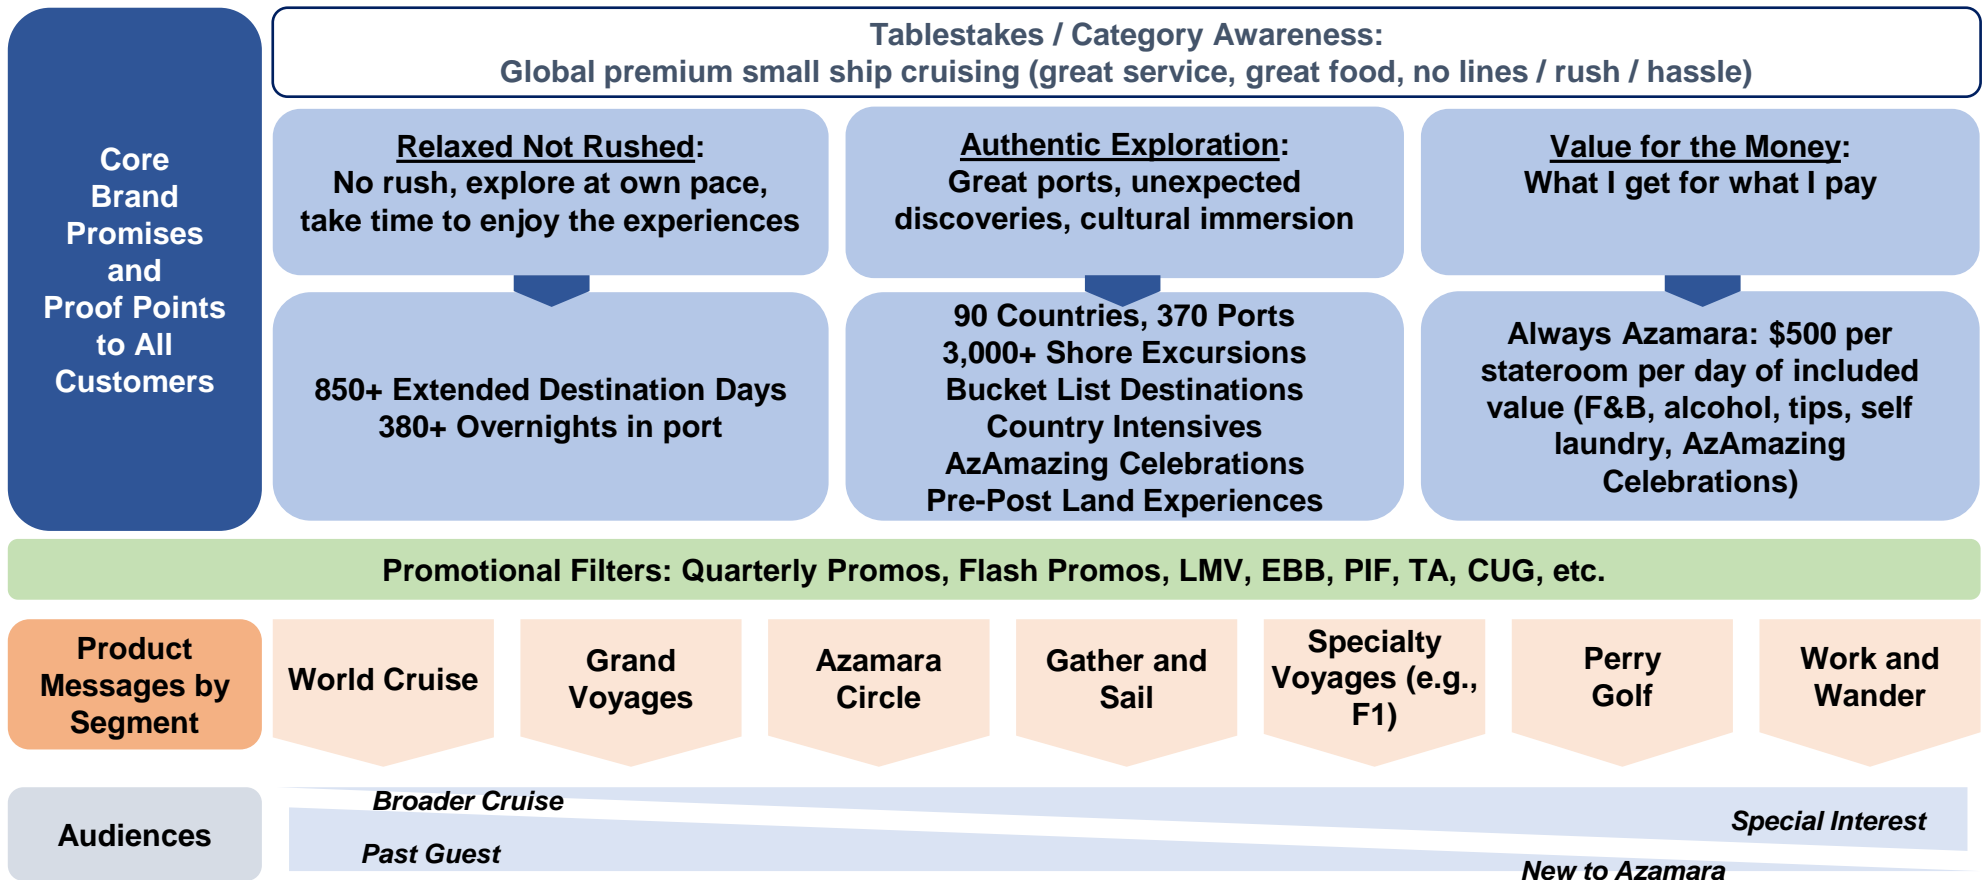 Tablestakes / Category Awareness:
Global premium small ship cruising (great service, great food, no lines / rush / hassle)
Core
Brand
Promises
and
Proof Points
to All
Customers
Relaxed Not Rushed:
No rush, explore at own pace,
take time to enjoy the experiences
Authentic Exploration:
Great ports, unexpected
discoveries, cultural immersion
Value for the Money:
What I get for what I pay
850+ Extended Destination Days
380+ Overnights in port
90 Countries, 370 Ports
3,000+ Shore Excursions
Bucket List Destinations
Country Intensives
AzAmazing Celebrations
Pre-Post Land Experiences
Always Azamara: $500 per
stateroom per day of included
value (F&B, alcohol, tips, self
laundry, AzAmazing
Celebrations)
Promotional Filters: Quarterly Promos, Flash Promos, LMV, EBB, PIF, TA, CUG, etc.
Product
Messages by
Segment
World Cruise
Grand
Voyages
Azamara
Circle
Gather and
Sail
Specialty
Voyages (e.g.,
F1)
Perry
Golf
Work and
Wander
Audiences
Broader Cruise
Special Interest
Past Guest
New to Azamara